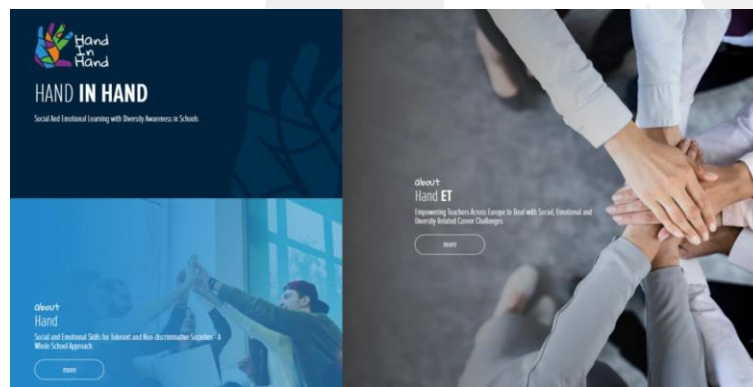 Hand
In
Hand
HAND IN HAND
Social And Emotional Learning with Diversity Awareness in Schools
about
Hand
Social and Emotional Skills for Tolerant and Non-discriminative Societies - A
Whole School Approach
more
about
Hand ET
Empowering Teachers Across Europe to Deal with Social, Emotional and
Diversity Related Career Challenges
more